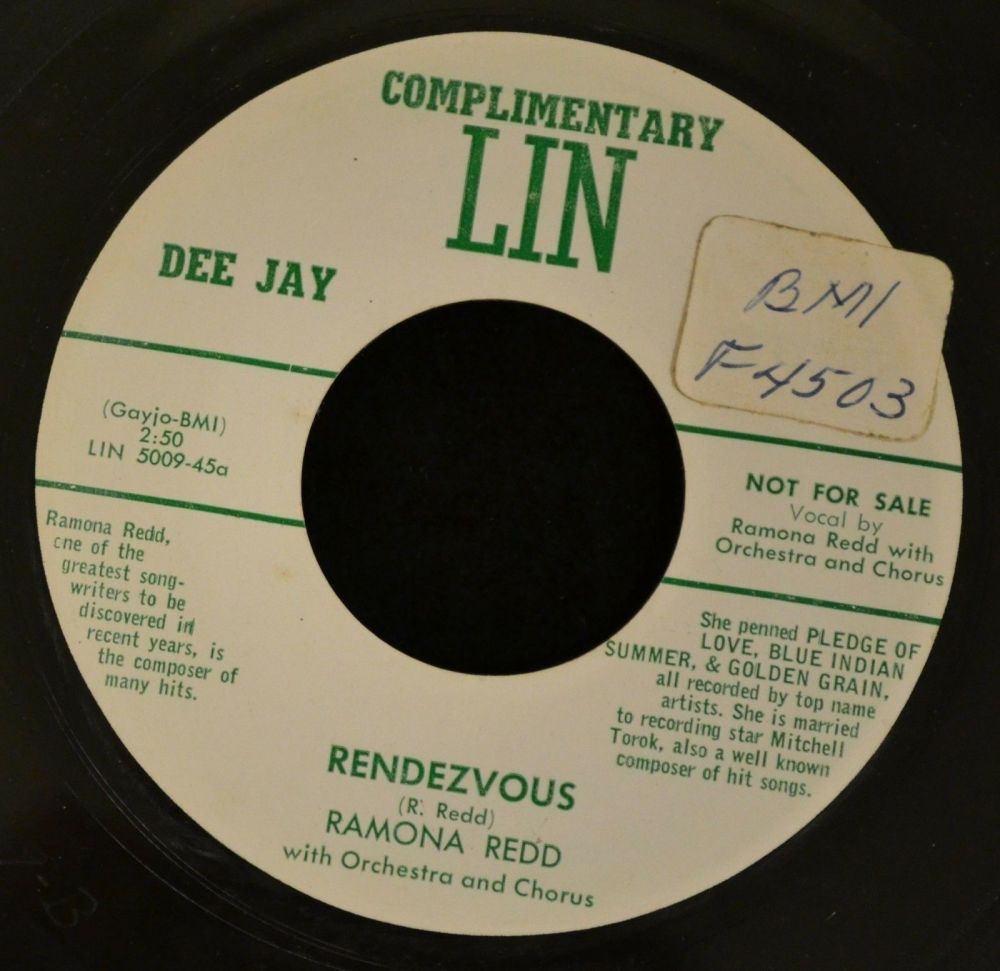 COMPLIMENTARY
LIN
DEE JAY
BMI
F4503
(Gayjo-BMI)
2:50
LIN 5009-45a
NOT FOR SALE
Vocal by
Ramona Redd with
Orchestra and Chorus
Ramona Redd,
one of the
greatest song-
writers to be
discovered in
recent years, is
the composer of
many hits.
She penned PLEDGE OF
LOVE, BLUE INDIAN
SUMMER, & GOLDEN GRAIN,
all recorded by top name
artists. She is married
to recording star Mitchell
Torok, also a well known
composer of hit songs.
RENDEZVOUS
(R. Redd)
RAMONA REDD
with Orchestra and Chorus